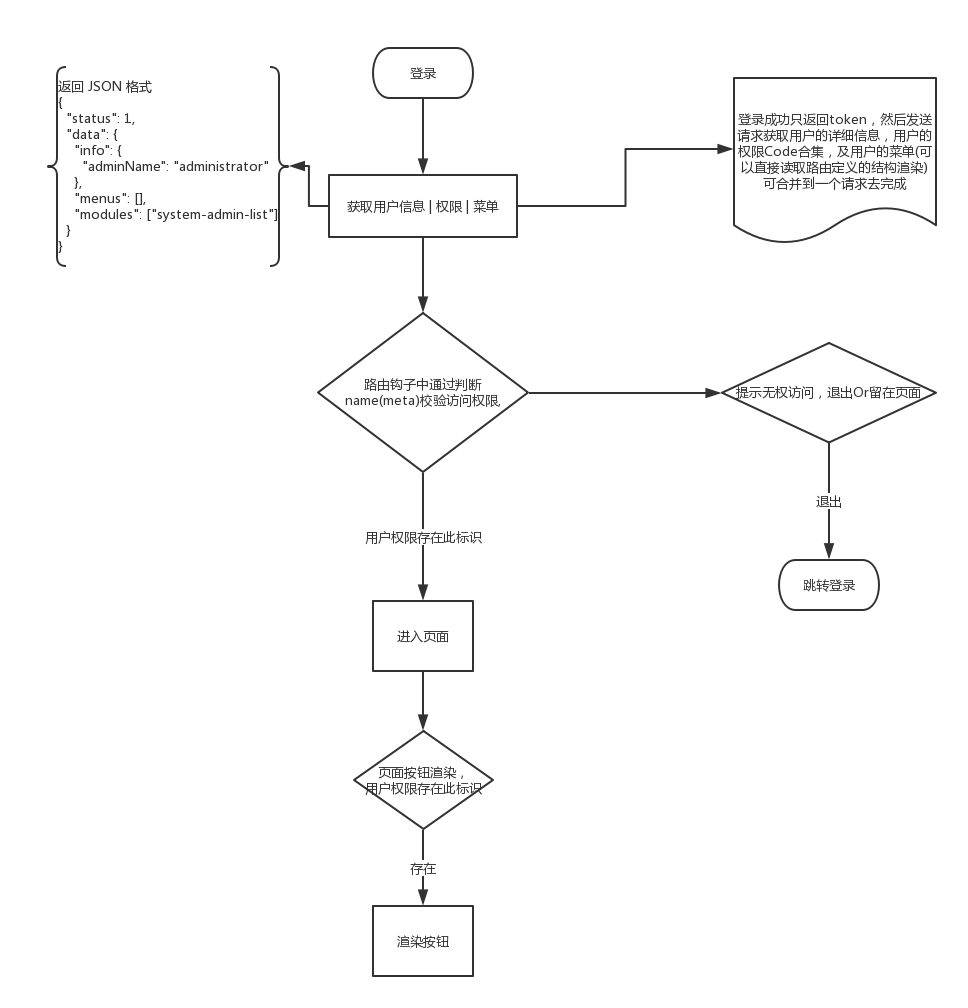 登录
返回 JSON 格式
{
"status": 1,
"data": {
"info": {
"adminName": "administrator"
},
"menus": [],
"modules": ["system-admin-list"]
}
}
登录成功只返回token，然后发送
请求获取用户的详细信息，用户的
权限Code合集，及用户的菜单(可
以直接读取路由定义的结构渲染)
可合并到一个请求去完成
获取用户信息 | 权限 | 菜单
路由钩子中通过判断
name(meta)校验访问权限,
提示无权访问，退出Or留在页面
退出
用户权限存在此标识
跳转登录
进入页面
页面按钮渲染，
用户权限存在此标识
存在
渲染按钮